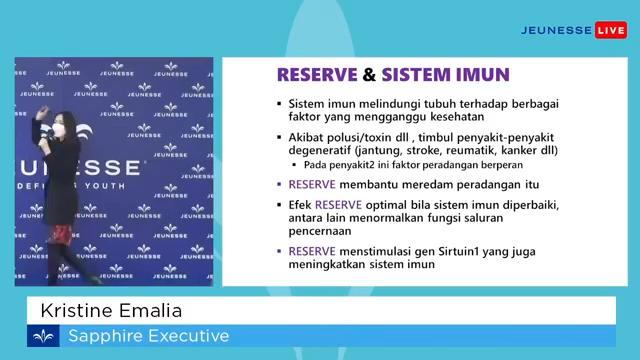 JEUNESSE LIVE
RESERVE & SISTEM IMUN
▪ Sistem imun melindungi tubuh terhadap berbagai
faktor yang mengganggu kesehatan
▪ Akibat polusi/toxin dll , timbul penyakit-penyakit
degeneratif (jantung, stroke, reumatik, kanker dll)
▪ Pada penyakit2 ini faktor peradangan berperan
▪ RESERVE membantu meredam peradangan itu
▪ Efek RESERVE optimal bila sistem imun diperbaiki,
antara lain menormalkan fungsi saluran
pencernaan
▪ RESERVE menstimulasi gen Sirtuin1 yang juga
meningkatkan sistem imun
JEUNESSE
JEUNESSE
JEUNESSE
JEUNESSE
Kristine Emalia
Sapphire Executive